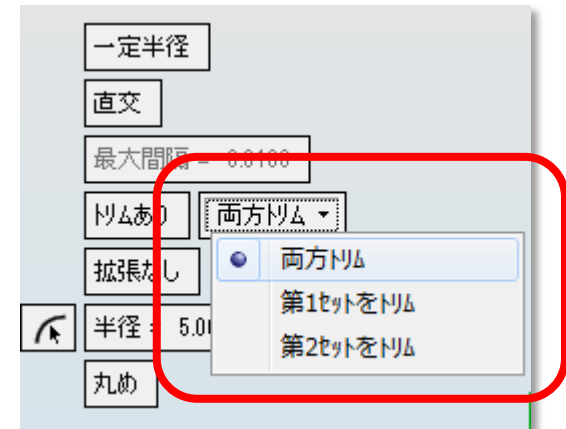 一定半径
直交
最大間隔 = 0.0100
ﾄﾘﾑあり 両方ﾄﾘﾑ
両方ﾄﾘﾑ
拡張なし
第1ｾｯﾄをﾄﾘﾑ
半径 = 5.00
第2ｾｯﾄをﾄﾘﾑ
丸め